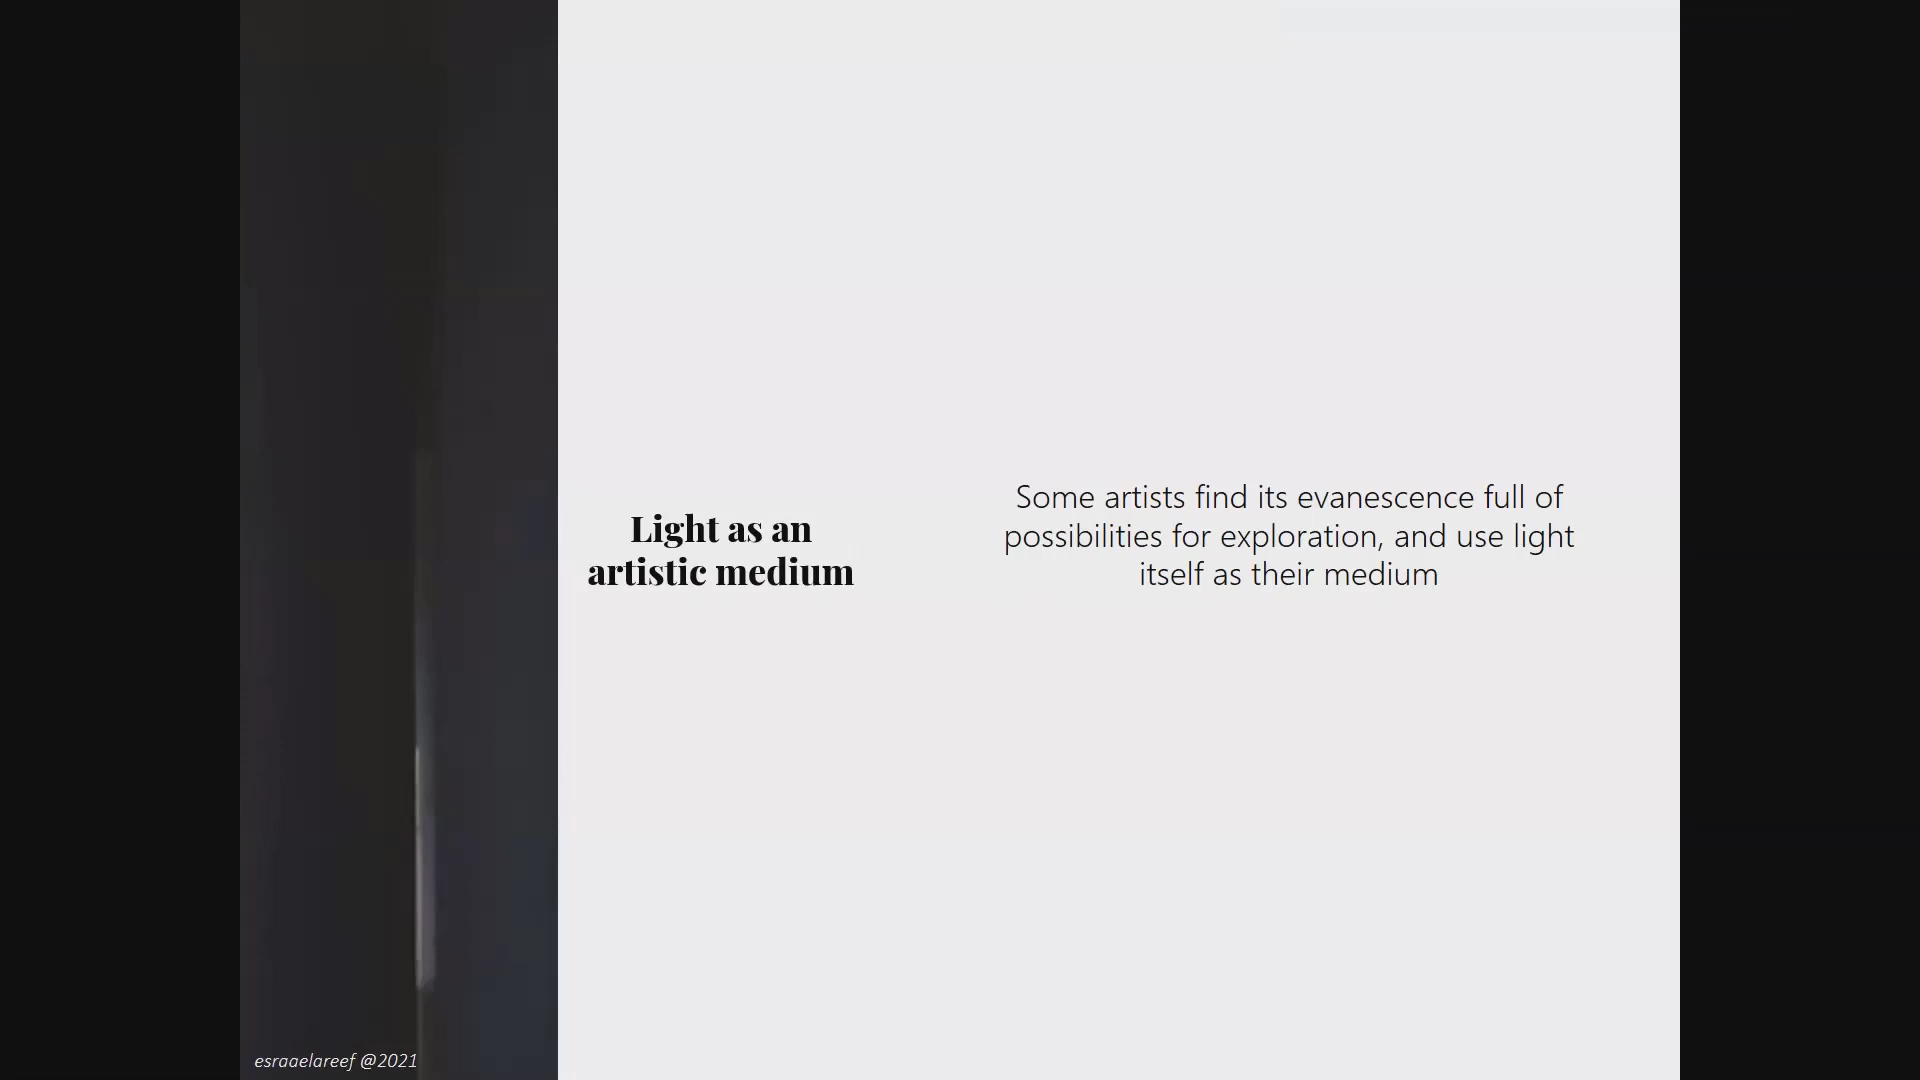 Light as an
artistic medium
Some artists find its evanescence full of
possibilities for exploration, and use light
itself as their medium
esraaelareef @2021